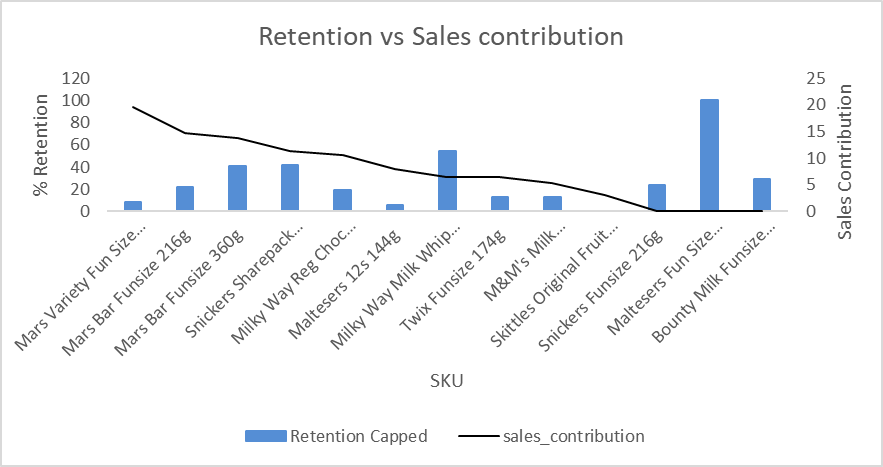 Retention vs Sales contribution
120
100
80
60
40
20
0
% Retention
25
20
15
10
5
0
Sales Contribution
Mars Variety Fun Size...
Mars Bar Funsize 216g
Mars Bar Funsize 360g
Snickers Sharepack...
Milky Way Reg Choc...
Maltesers 12s 144g
Milky Way Milk Whip...
Twix Funsize 174g
M&M's Milk...
Skittles Original Fruit...
Snickers Funsize 216g
Maltesers Fun Size...
Bounty Milk Funsize...
SKU
Retention Capped
sales_contribution